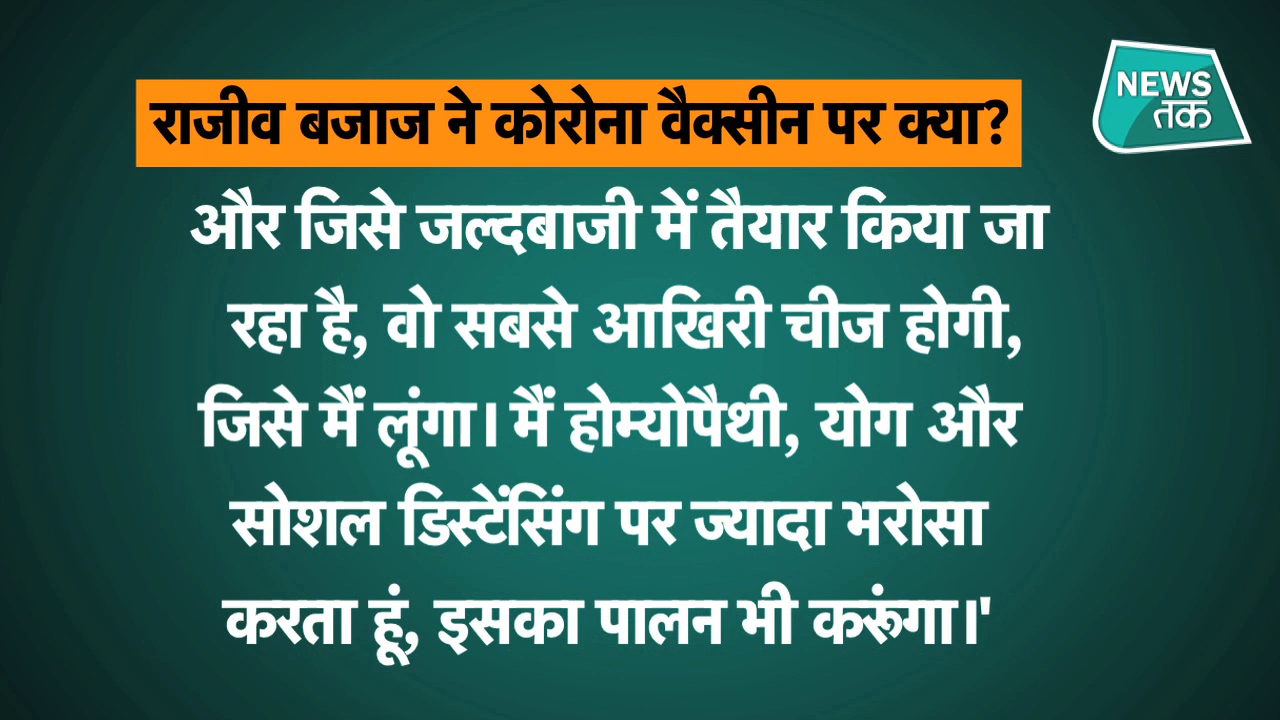 राजीव बजाज ने कोरोना वैक्सीन पर क्या?
NEWS
तक
और जिसे जल्दबाजी में तैयार किया जा
रहा है, वो सबसे आखिरी चीज होगी,
जिसे मैं लूंगा। मैं होम्योपैथी, योग और
सोशल डिस्टेंसिंग पर ज्यादा भरोसा
करता हूं, इसका पालन भी करूंगा।'